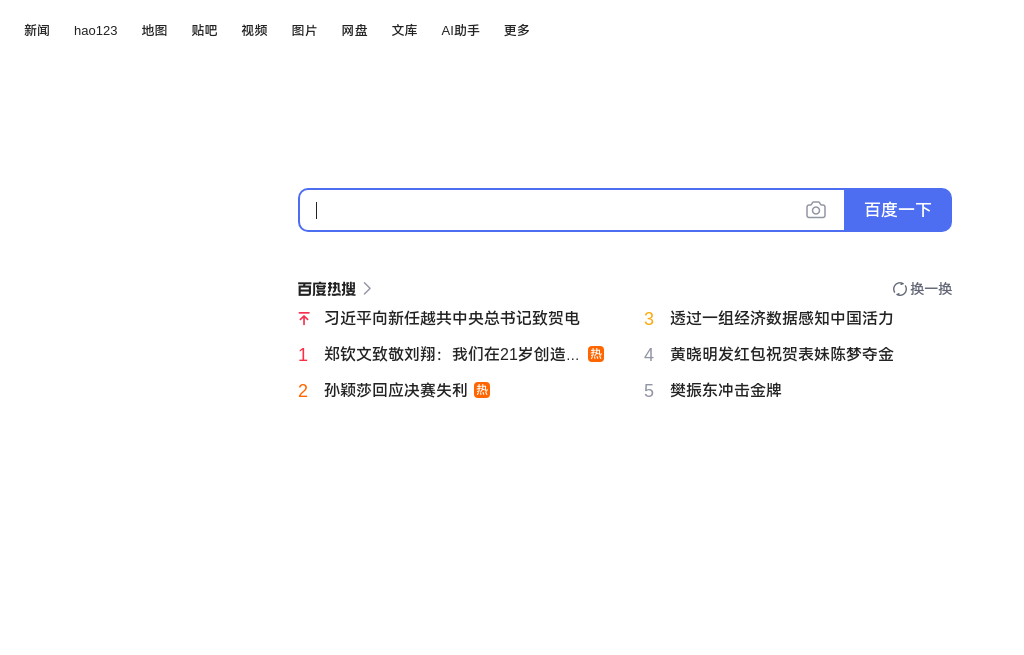 新闻 hao123 地图 贴吧 视频 图片 网盘 文库 AI助手 更多
百度一下
百度热搜 换一换
习近平向新任越共中央总书记致贺电
1 郑钦文致敬刘翔：我们在21岁创造... 热
2 孙颖莎回应决赛失利 热
3 透过一组经济数据感知中国活力
4 黄晓明发红包祝贺表妹陈梦夺金
5 樊振东冲击金牌